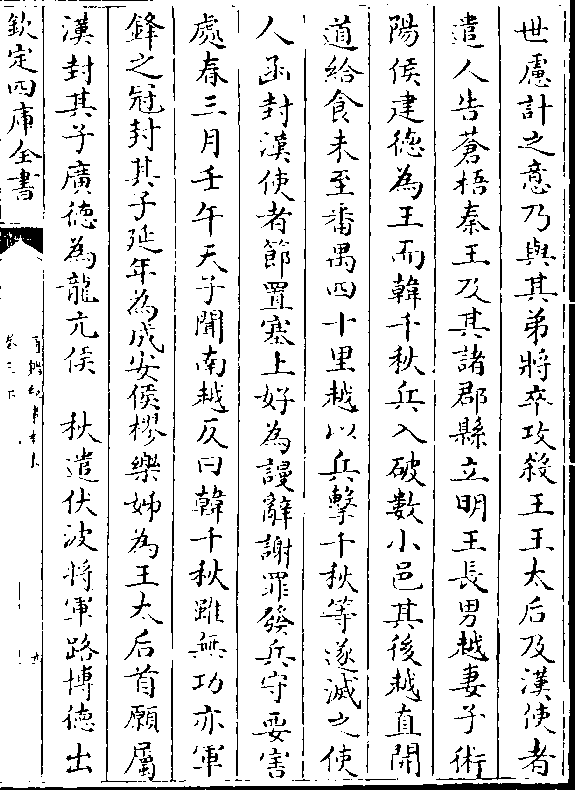 世慮計之意乃與其弟將卒攻殺王王太后及漢使者
遣人告蒼梧秦王及其諸郡縣立明王長男越妻子術
陽侯建徳為王而韓千秋兵入破數小邑其後越直開
道給食未至番禺四十里越以兵擊千秋等遂滅之使
人函封漢使者節置塞上好為謾辭謝罪發兵守要害
處春三月壬午天子聞南越反曰韓千秋雖無功亦軍
鋒之冠封其子延年為成安侯樛樂姊為王太后首願屬
漢封其子廣徳為龍亢侯　秋遣伏波將軍路博徳出
欽定四庫全書
卷三下